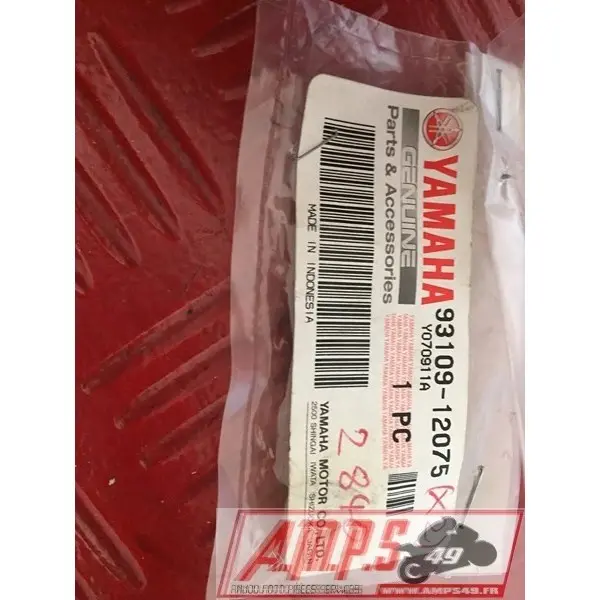 YAMAHA
GENUINE
Parts & Accessories
93109-12075
Y070911A
1 PC
MADE IN INDONESIA
YAMAHA MOTOR CO., LTD.
2500 SHINGAI IWATA
284
A.M.P.S
49
WWW.AMPS49.FR